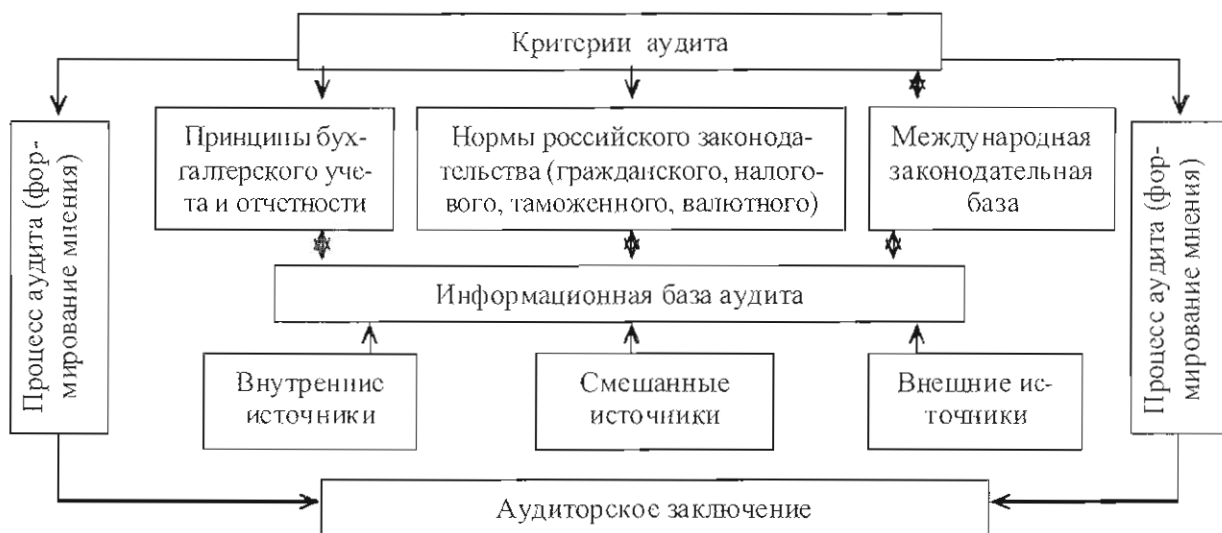 Критерии аудита
Процесс аудита (фор-
мирование мнения)
Принципы бух-
галтерского уче-
та и отчетности
Нормы российского законода-
тельства (гражданского, налого-
вого, таможенного, валютного)
Международная
законодательная
база
Процесс аудита (фор-
мирование мнения)
Информационная база аудита
Внутренние
источники
Смешанные
источники
Внешние ис-
точники
Аудиторское заключение